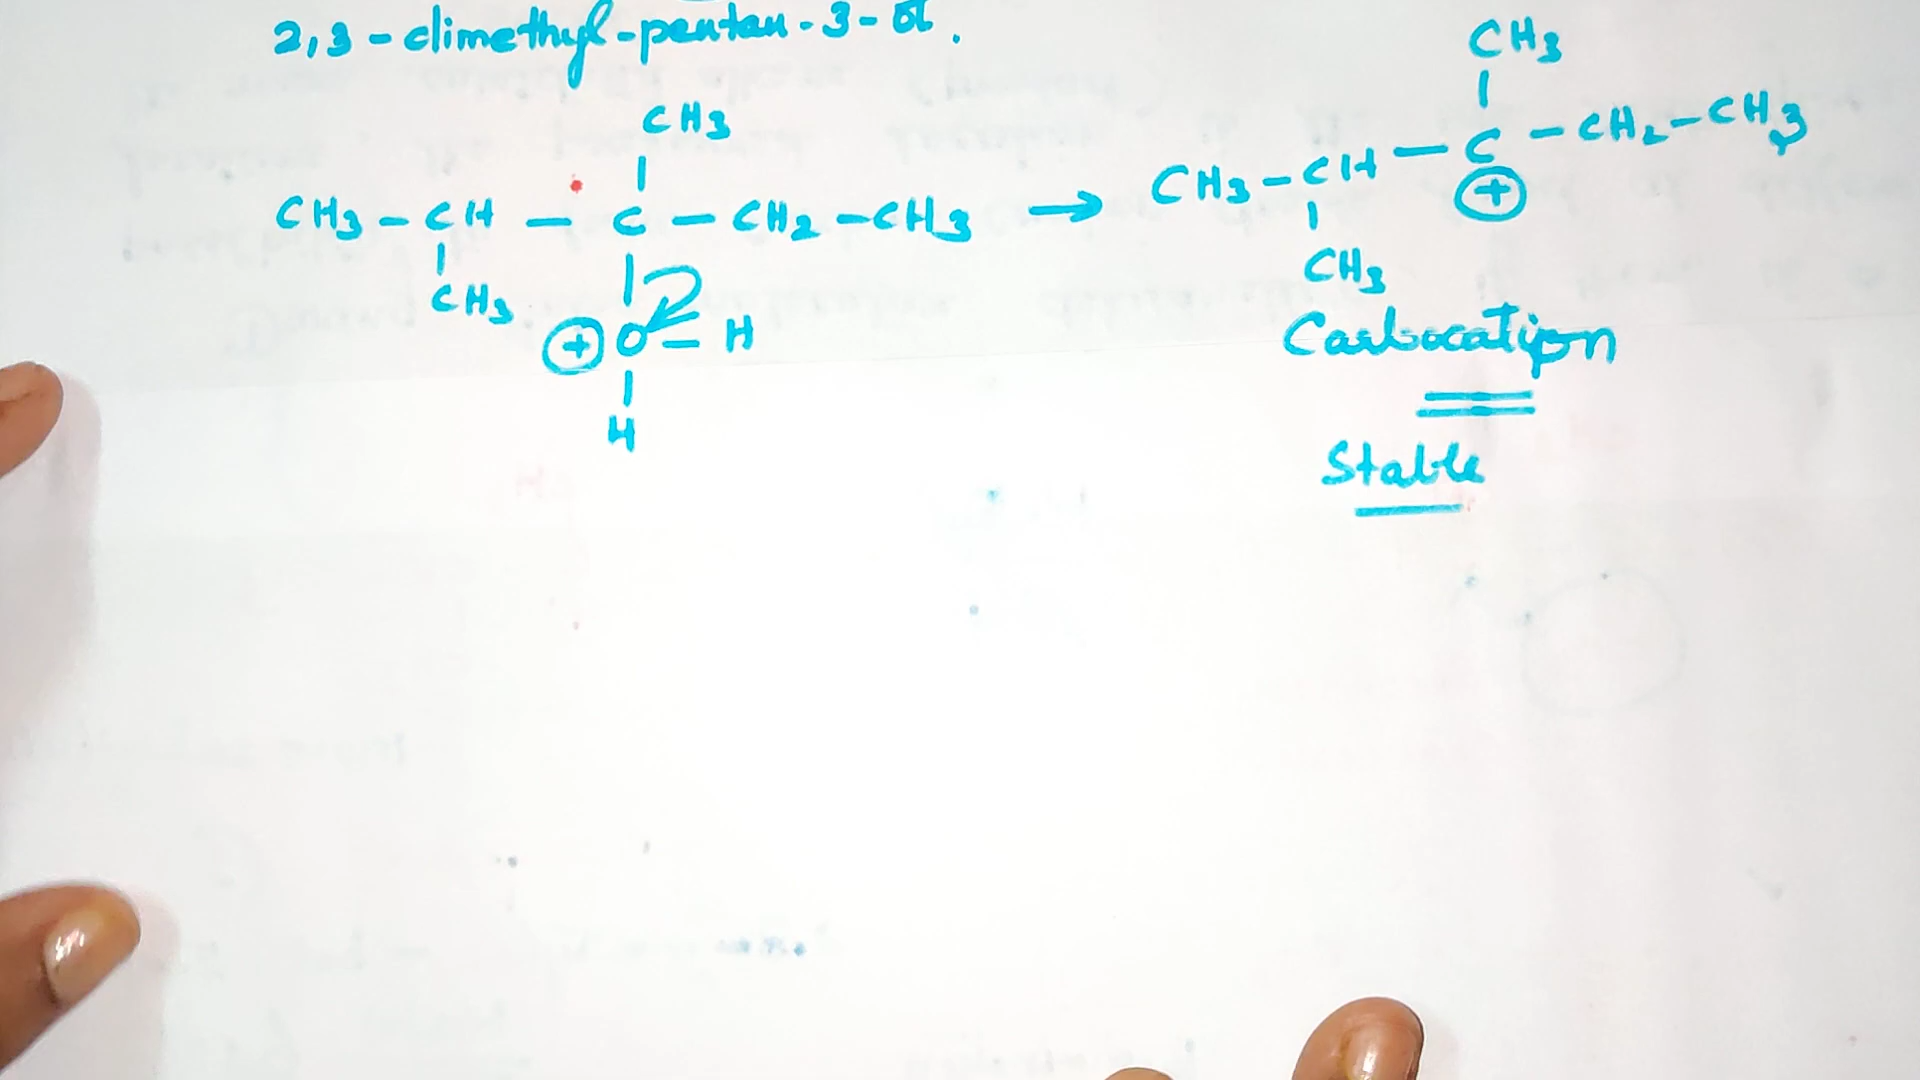 2,3-dimethyl-pentan-3-ol.
CH3
CH3-CH-C-CH2-CH3
CH3
⊕O-H
H
→
CH3
CH3-CH-C-CH2-CH3
⊕
CH3
Carbocation
Stable